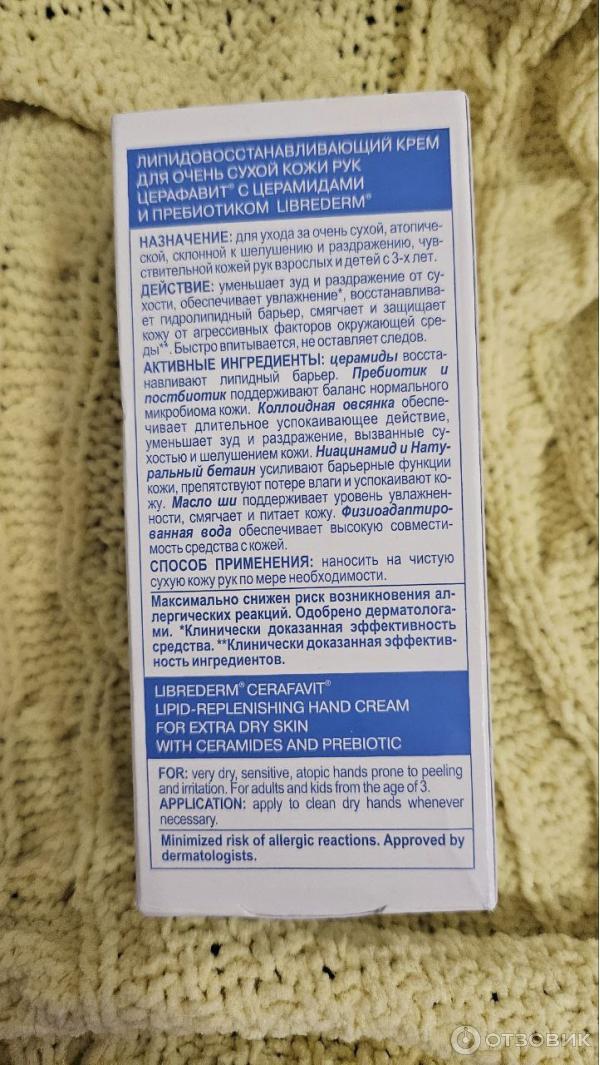 ЛИПИДОВОССТАНАВЛИВАЮЩИЙ КРЕМ
ДЛЯ ОЧЕНЬ СУХОЙ КОЖИ РУК
ЦЕРАФАВИТ® С ЦЕРАМИДАМИ
И ПРЕБИОТИКОМ LIBREDERM®
НАЗНАЧЕНИЕ: для ухода за очень сухой, атопиче-
ской, склонной к шелушению и раздражению, чув-
ствительной кожей рук взрослых и детей с 3-х лет.
ДЕЙСТВИЕ: уменьшает зуд и раздражение от су-
хости, обеспечивает увлажнение*, восстанавлива-
ет гидролипидный барьер, смягчает и защищает
кожу от агрессивных факторов окружающей сре-
ды**. Быстро впитывается, не оставляет следов.
АКТИВНЫЕ ИНГРЕДИЕНТЫ: церамиды восста-
навливают липидный барьер. Пребиотик и
постбиотик поддерживают баланс нормального
микробиома кожи. Коллоидная овсянка обеспе-
чивает длительное успокаивающее действие,
уменьшает зуд и раздражение, вызванные су-
хостью и шелушением кожи. Ниацинамид и Нату-
ральный бетаин усиливают барьерные функции
кожи, препятствуют потере влаги и успокаивают ко-
жу. Масло ши поддерживает уровень увлажнен-
ности, смягчает и питает кожу. Физиоадаптиро-
ванная вода обеспечивает высокую совмести-
мость средства с кожей.
СПОСОБ ПРИМЕНЕНИЯ: наносить на чистую
сухую кожу рук по мере необходимости.
Максимально снижен риск возникновения ал-
лергических реакций. Одобрено дерматолога-
ми. *Клинически доказанная эффективность
средства. **Клинически доказанная эффектив-
ность ингредиентов.
LIBREDERM® CERAFAVIT®
LIPID-REPLENISHING HAND CREAM
FOR EXTRA DRY SKIN
WITH CERAMIDES AND PREBIOTIC
FOR: very dry, sensitive, atopic hands prone to peeling
and irritation. For adults and kids from the age of 3.
APPLICATION: apply to clean dry hands whenever
necessary.
Minimized risk of allergic reactions. Approved by
dermatologists.
ОТЗОВИК